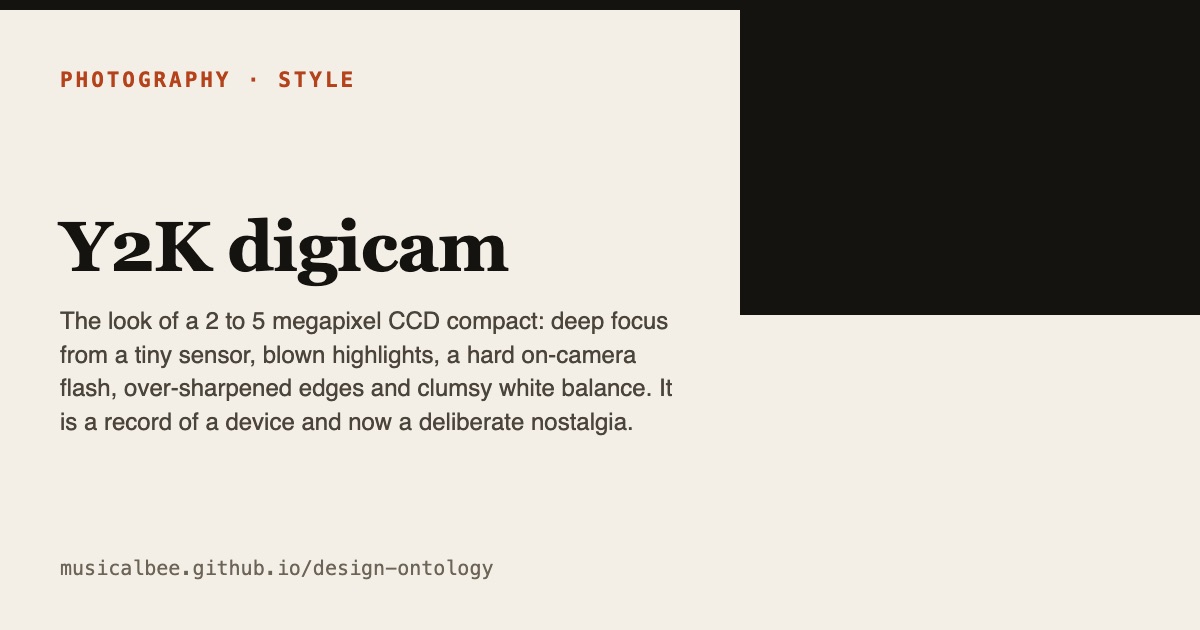 PHOTOGRAPHY · STYLE
Y2K digicam
The look of a 2 to 5 megapixel CCD compact: deep focus
from a tiny sensor, blown highlights, a hard on-camera
flash, over-sharpened edges and clumsy white balance. It
is a record of a device and now a deliberate nostalgia.
musicalbee.github.io/design-ontology